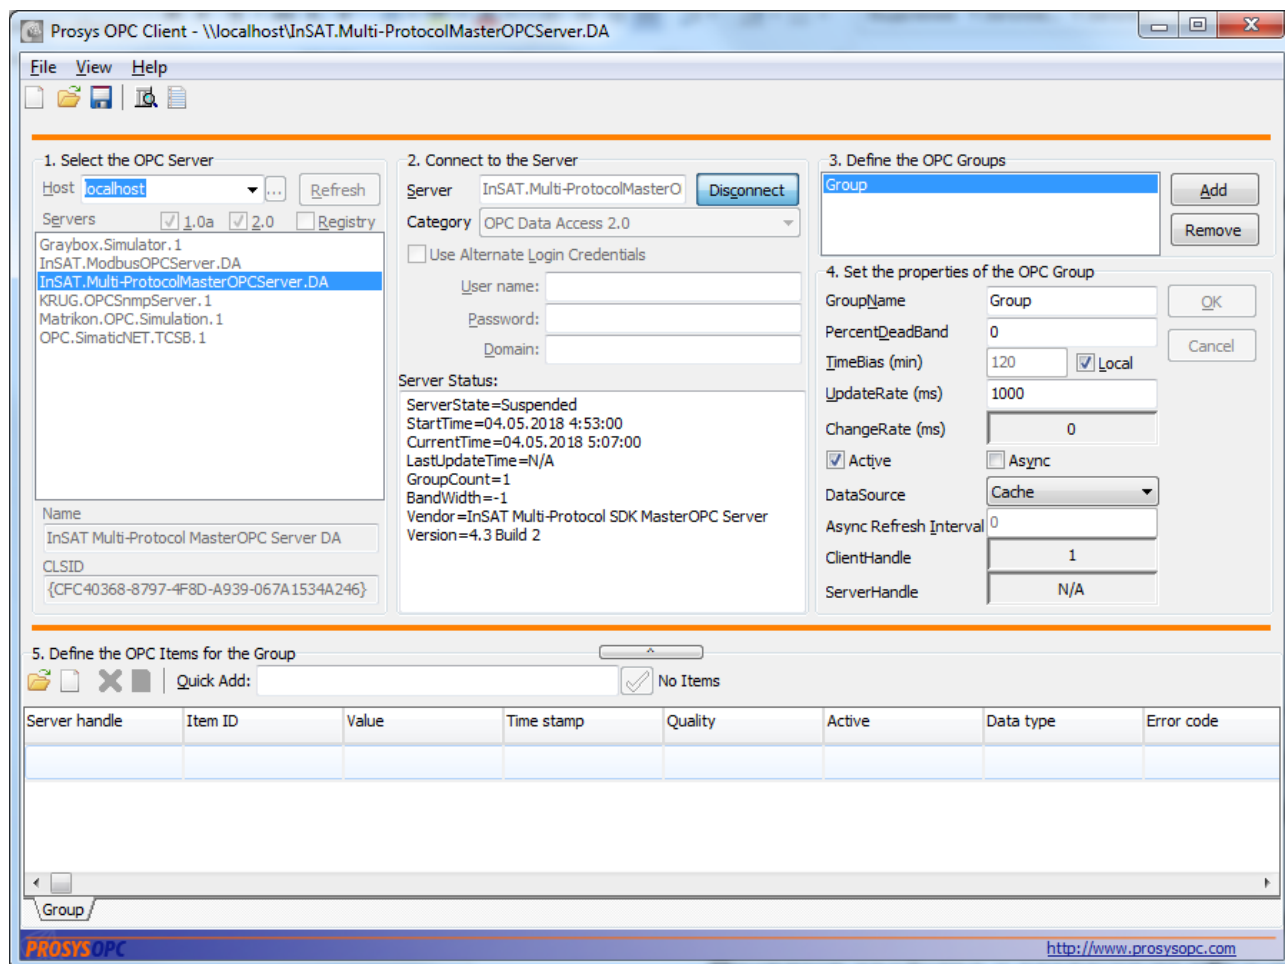 Prosys OPC Client - \\localhost\InSAT.Multi-ProtocolMasterOPCServer.DA
File View Help
1. Select the OPC Server
Host localhost ... Refresh
Servers 1.0a 2.0 Registry
Graybox.Simulator.1
InSAT.ModbusOPCServer.DA
InSAT.Multi-ProtocolMasterOPCServer.DA
KRUG.OPCSnmpServer.1
Matrikon.OPC.Simulation.1
OPC.SimaticNET.TCSB.1
Name
InSAT Multi-Protocol MasterOPC Server DA
CLSID
{CFC40368-8797-4F8D-A939-067A1534A246}
2. Connect to the Server
Server InSAT.Multi-ProtocolMasterO Disconnect
Category OPC Data Access 2.0
Use Alternate Login Credentials
User name:
Password:
Domain:
Server Status:
ServerState=Suspended
StartTime=04.05.2018 4:53:00
CurrentTime=04.05.2018 5:07:00
LastUpdateTime=N/A
GroupCount=1
BandWidth=-1
Vendor=InSAT Multi-Protocol SDK MasterOPC Server
Version=4.3 Build 2
3. Define the OPC Groups
Group Add
Remove
4. Set the properties of the OPC Group
GroupName Group OK
PercentDeadBand 0 Cancel
TimeBias (min) 120 Local
UpdateRate (ms) 1000
ChangeRate (ms) 0
Active Async
DataSource Cache
Async Refresh Interval 0
ClientHandle 1
ServerHandle N/A
5. Define the OPC Items for the Group
Quick Add: No Items
Server handle Item ID Value Time stamp Quality Active Data type Error code
Group
PROSYSOPC http://www.prosysopc.com